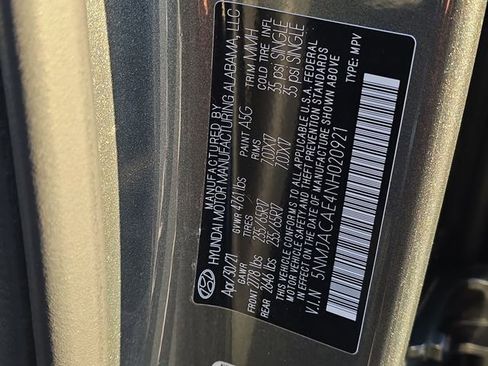 MANUFACTURED BY
HYUNDAI MOTOR MANUFACTURING ALABAMA, LLC
Apr/30/21 GVWR 4761 lbs PAINT A5G TRIM MMH
GAWR TIRES RIMS COLD TIRE INFL
FRONT 2778 lbs 235/65R17 7.0JX17 35 psi SINGLE
REAR 2646 lbs 235/65R17 7.0JX17 35 psi SINGLE
THIS VEHICLE CONFORMS TO ALL APPLICABLE U.S.A. FEDERAL
MOTOR VEHICLE SAFETY AND BUMPER STANDARDS
IN EFFECT ON THE DATE OF MANUFACTURE SHOWN ABOVE.
V.I.N 5NMJACAE4NH020921 TYPE: MPV